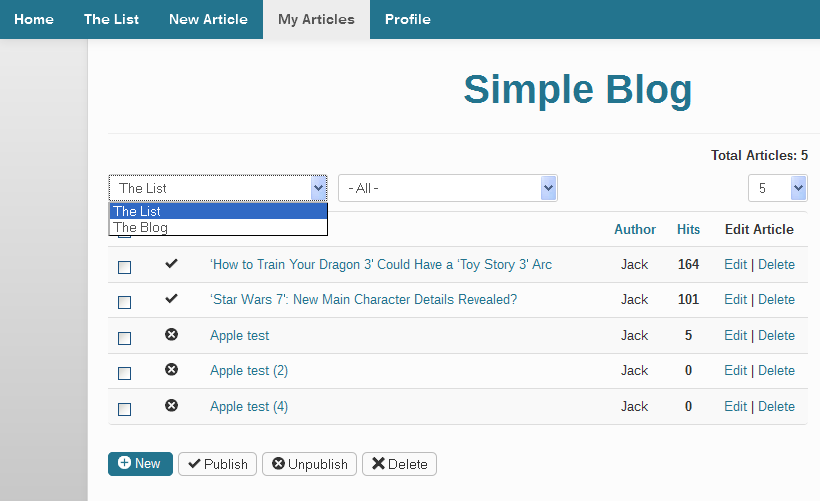 Home The List New Article My Articles Profile
Simple Blog
Total Articles: 5
The List - All - 5
The List
The Blog
Author Hits Edit Article
'How to Train Your Dragon 3' Could Have a 'Toy Story 3' Arc Jack 164 Edit | Delete
'Star Wars 7': New Main Character Details Revealed? Jack 101 Edit | Delete
Apple test Jack 5 Edit | Delete
Apple test (2) Jack 0 Edit | Delete
Apple test (4) Jack 0 Edit | Delete
New Publish Unpublish Delete